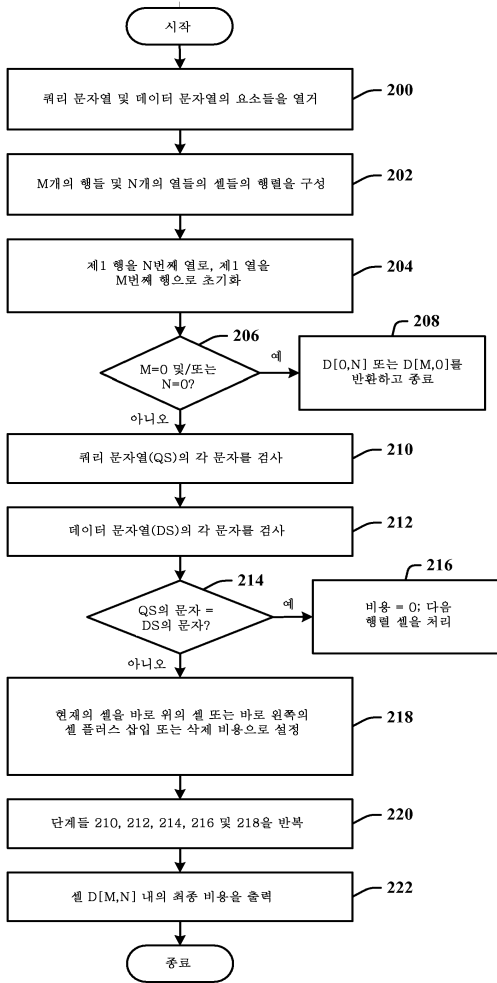 시작
쿼리 문자열 및 데이터 문자열의 요소들을 열거
200
M개의 행들 및 N개의 열들의 셀들의 행렬을 구성
202
제1 행을 N번째 열로, 제1 열을
M번째 행으로 초기화
204
206
M=0 및/또는
N=0?
예
208
D[0,N] 또는 D[M,0]를
반환하고 종료
아니오
쿼리 문자열(QS)의 각 문자를 검사
210
데이터 문자열(DS)의 각 문자를 검사
212
214
QS의 문자 =
DS의 문자?
예
216
비용 = 0; 다음
행렬 셀을 처리
아니오
현재의 셀을 바로 위의 셀 또는 바로 왼쪽의
셀 플러스 삽입 또는 삭제 비용으로 설정
218
단계들 210, 212, 214, 216 및 218을 반복
220
셀 D[M,N] 내의 최종 비용을 출력
222
종료